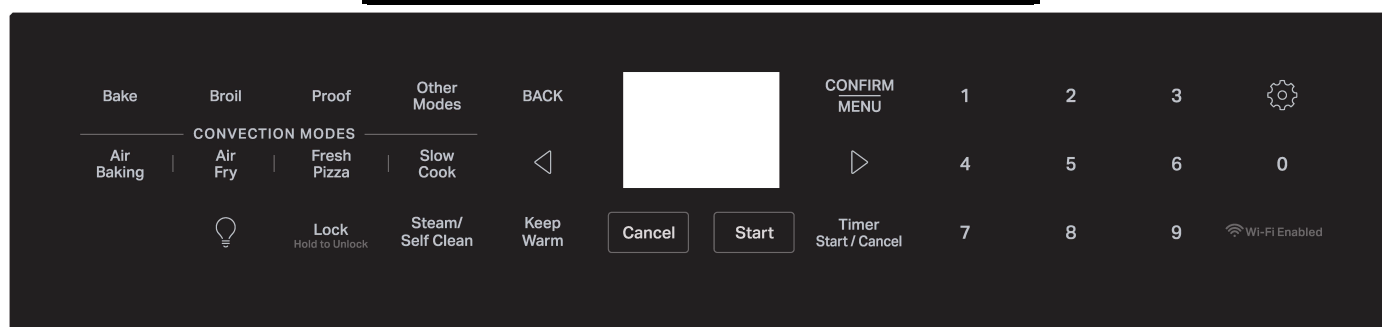 Bake
Broil
Proof
Other
Modes
BACK
CONFIRM
MENU
1
2
3
CONVECTION MODES
Air
Baking
Air
Fry
Fresh
Pizza
Slow
Cook
4
5
6
0
Lock
Hold to Unlock
Steam/
Self Clean
Keep
Warm
Cancel
Start
Timer
Start / Cancel
7
8
9
Wi-Fi Enabled